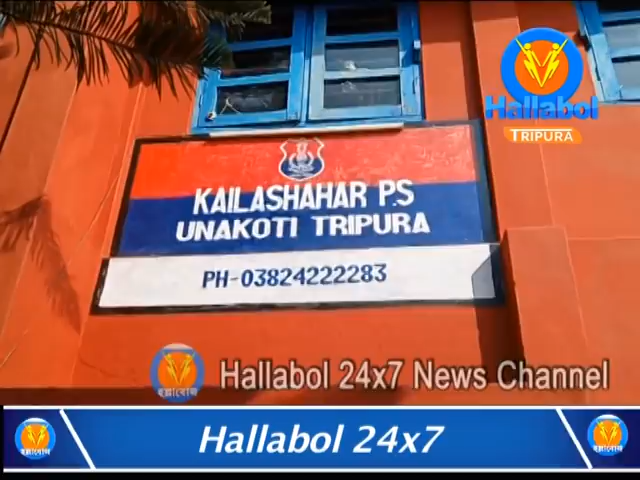 Hallabol
TRIPURA
KAILASHAHAR P.S
UNAKOTI TRIPURA
PH-03824222283
হাল্লাবোল
Hallabol 24x7 News Channel
Hallabol 24x7